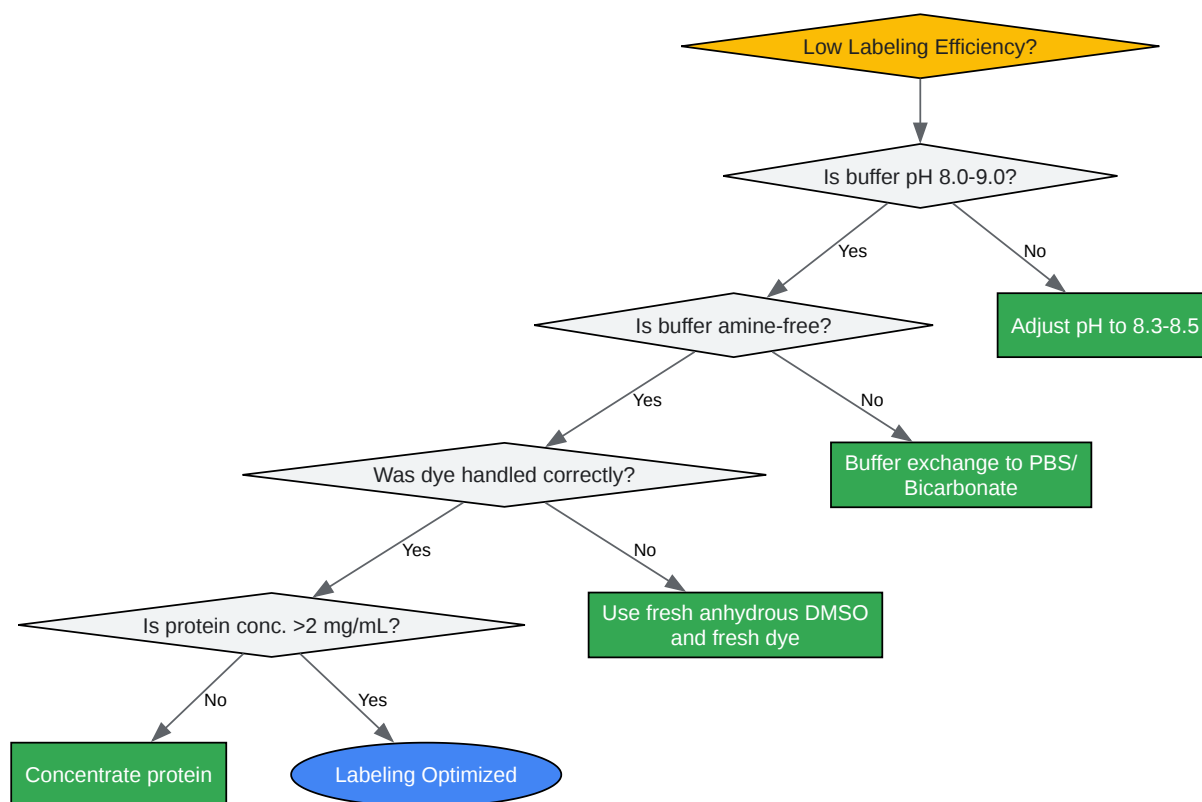 Low Labeling Efficiency?
Is buffer pH 8.0-9.0?
Yes
No
Is buffer amine-free?
Adjust pH to 8.3-8.5
Yes
No
Was dye handled correctly?
Buffer exchange to PBS/
Bicarbonate
Yes
No
Is protein conc. >2 mg/mL?
Use fresh anhydrous DMSO
and fresh dye
No
Yes
Concentrate protein
Labeling Optimized